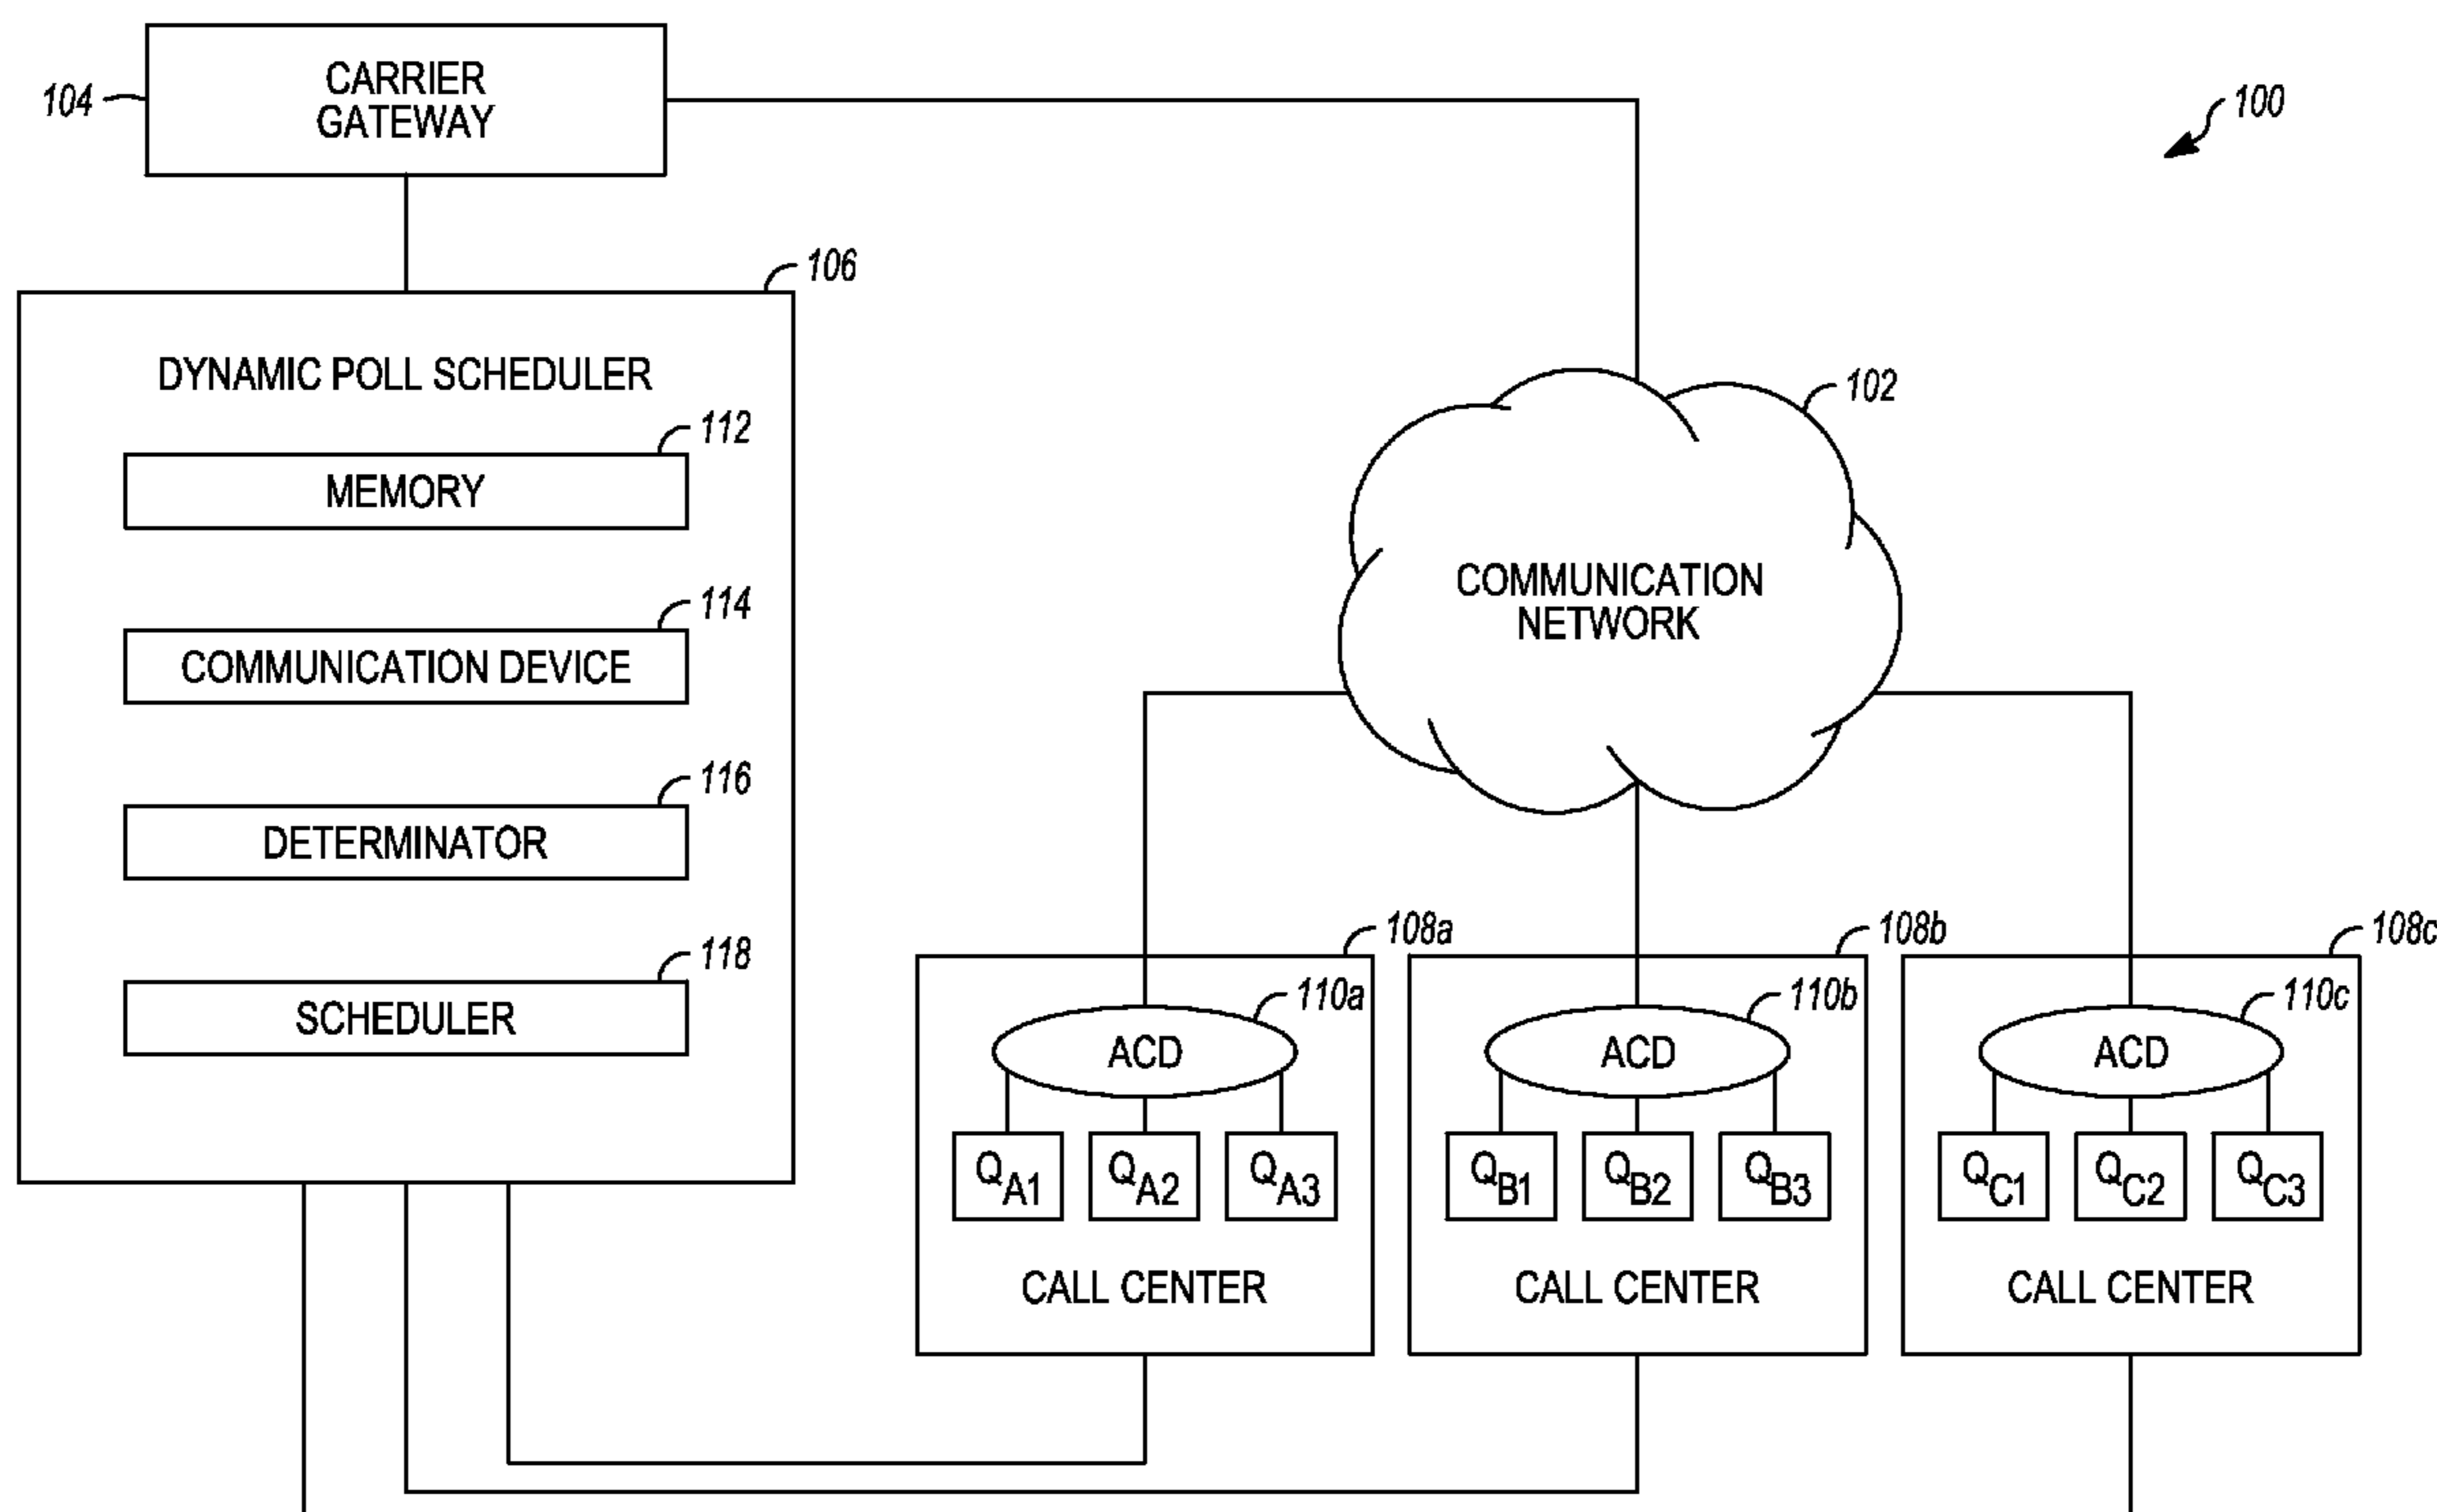 CARRIER
GATEWAY
104
100
106
DYNAMIC POLL SCHEDULER
112
MEMORY
114
COMMUNICATION DEVICE
116
DETERMINATOR
118
SCHEDULER
102
COMMUNICATION
NETWORK
108a
110a
ACD
QA1 QA2 QA3
CALL CENTER
108b
110b
ACD
QB1 QB2 QB3
CALL CENTER
108c
110c
ACD
QC1 QC2 QC3
CALL CENTER